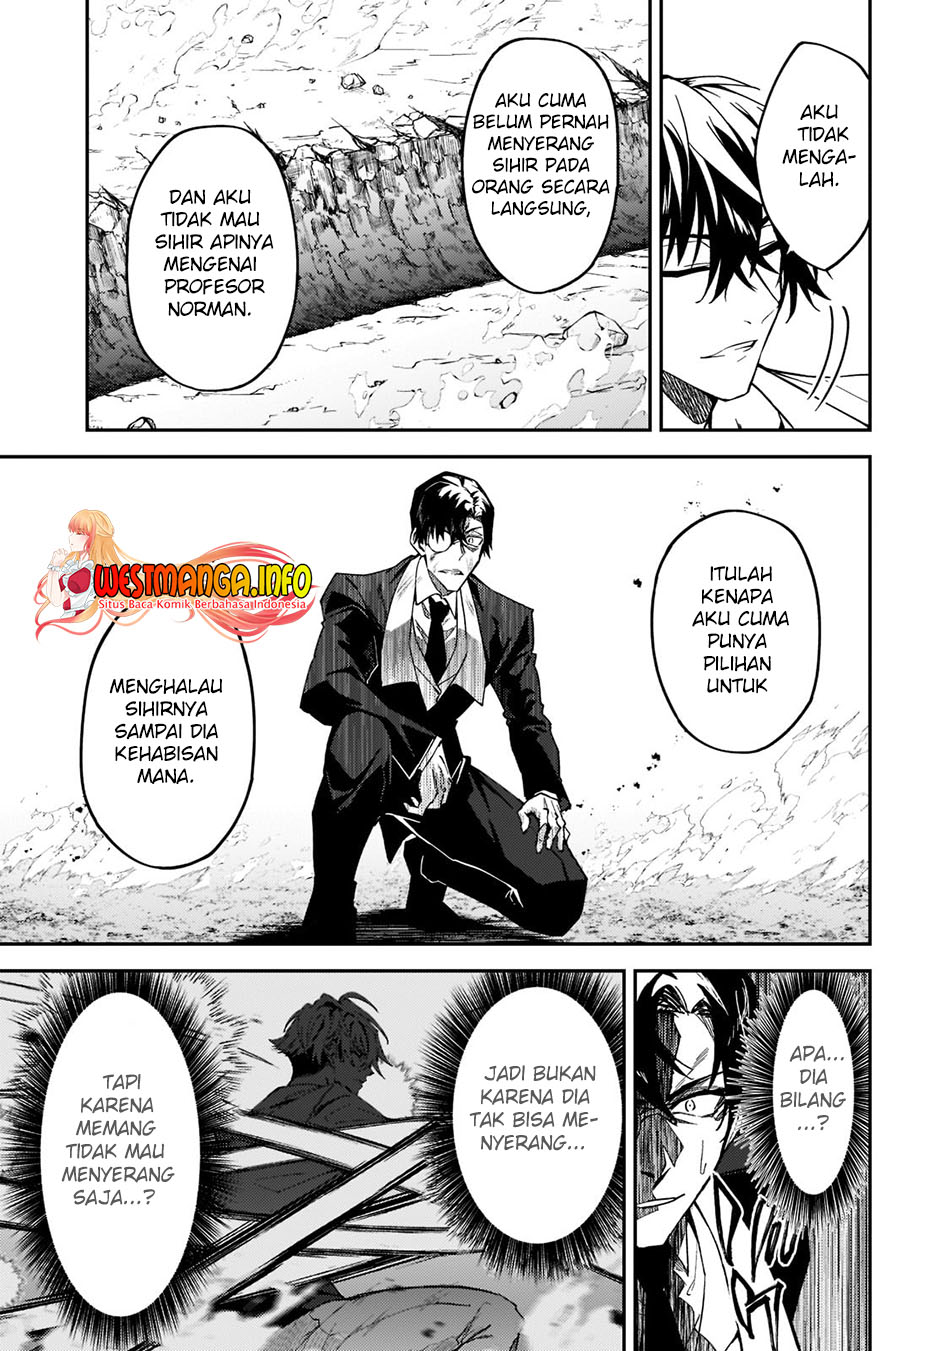 AKU
TIDAK
MENGA-
LAH.
AKU CUMA
BELUM PERNAH
MENYERANG
SIHIR PADA
ORANG SECARA
LANGSUNG,
DAN AKU
TIDAK MAU
SIHIR APINYA
MENGENAI
PROFESOR
NORMAN.
ITULAH
KENAPA
AKU CUMA
PUNYA
PILIHAN
UNTUK
WESTMANGA.INFO
Situs Baca Komik Berbahasa Indonesia
MENGHALAU
SIHIRNYA
SAMPAI DIA
KEHABISAN
MANA.
APA...
DIA
BILANG
...?
JADI BUKAN
KARENA DIA
TAK BISA ME-
NYERANG...
TAPI
KARENA
MEMANG
TIDAK MAU
MENYERANG
SAJA...?